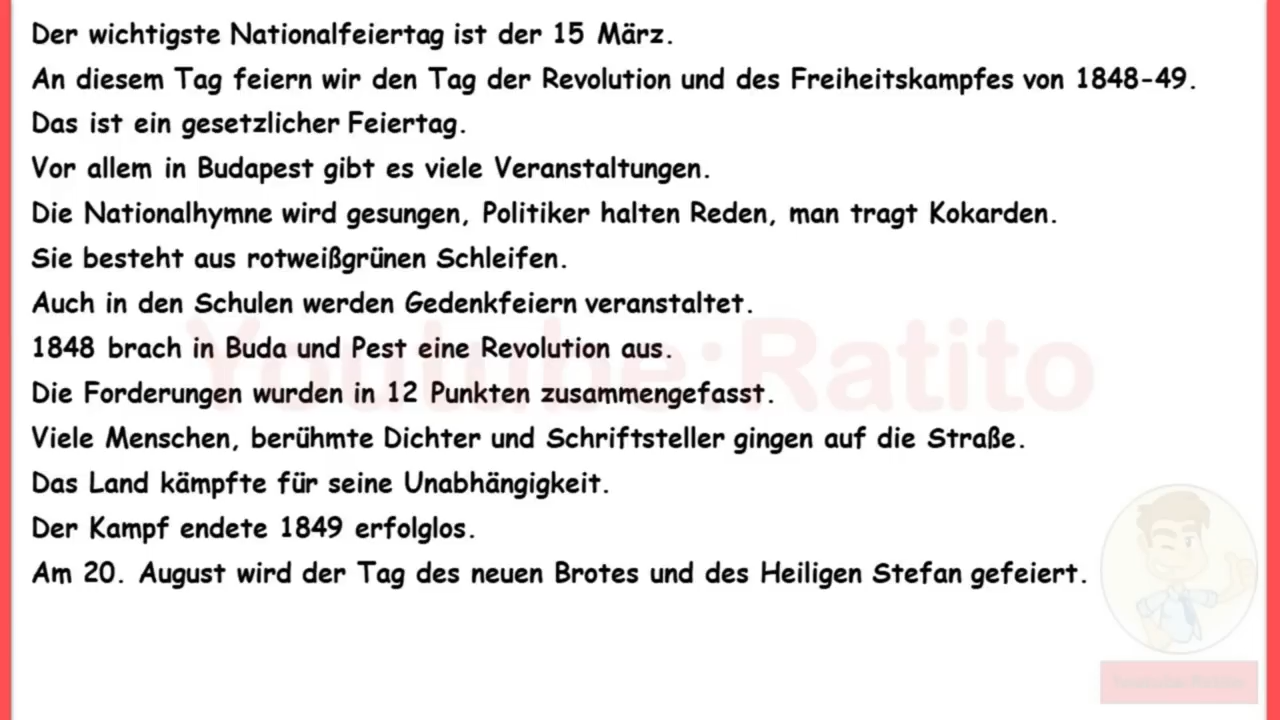 Der wichtigste Nationalfeiertag ist der 15 März.
An diesem Tag feiern wir den Tag der Revolution und des Freiheitskampfes von 1848-49.
Das ist ein gesetzlicher Feiertag.
Vor allem in Budapest gibt es viele Veranstaltungen.
Die Nationalhymne wird gesungen, Politiker halten Reden, man tragt Kokarden.
Sie besteht aus rotweißgrünen Schleifen.
Auch in den Schulen werden Gedenkfeiern veranstaltet.
1848 brach in Buda und Pest eine Revolution aus.
Die Forderungen wurden in 12 Punkten zusammengefasst.
Viele Menschen, berühmte Dichter und Schriftsteller gingen auf die Straße.
Das Land kämpfte für seine Unabhängigkeit.
Der Kampf endete 1849 erfolglos.
Am 20. August wird der Tag des neuen Brotes und des Heiligen Stefan gefeiert.
Youtube:Ratito
Youtube:Ratito